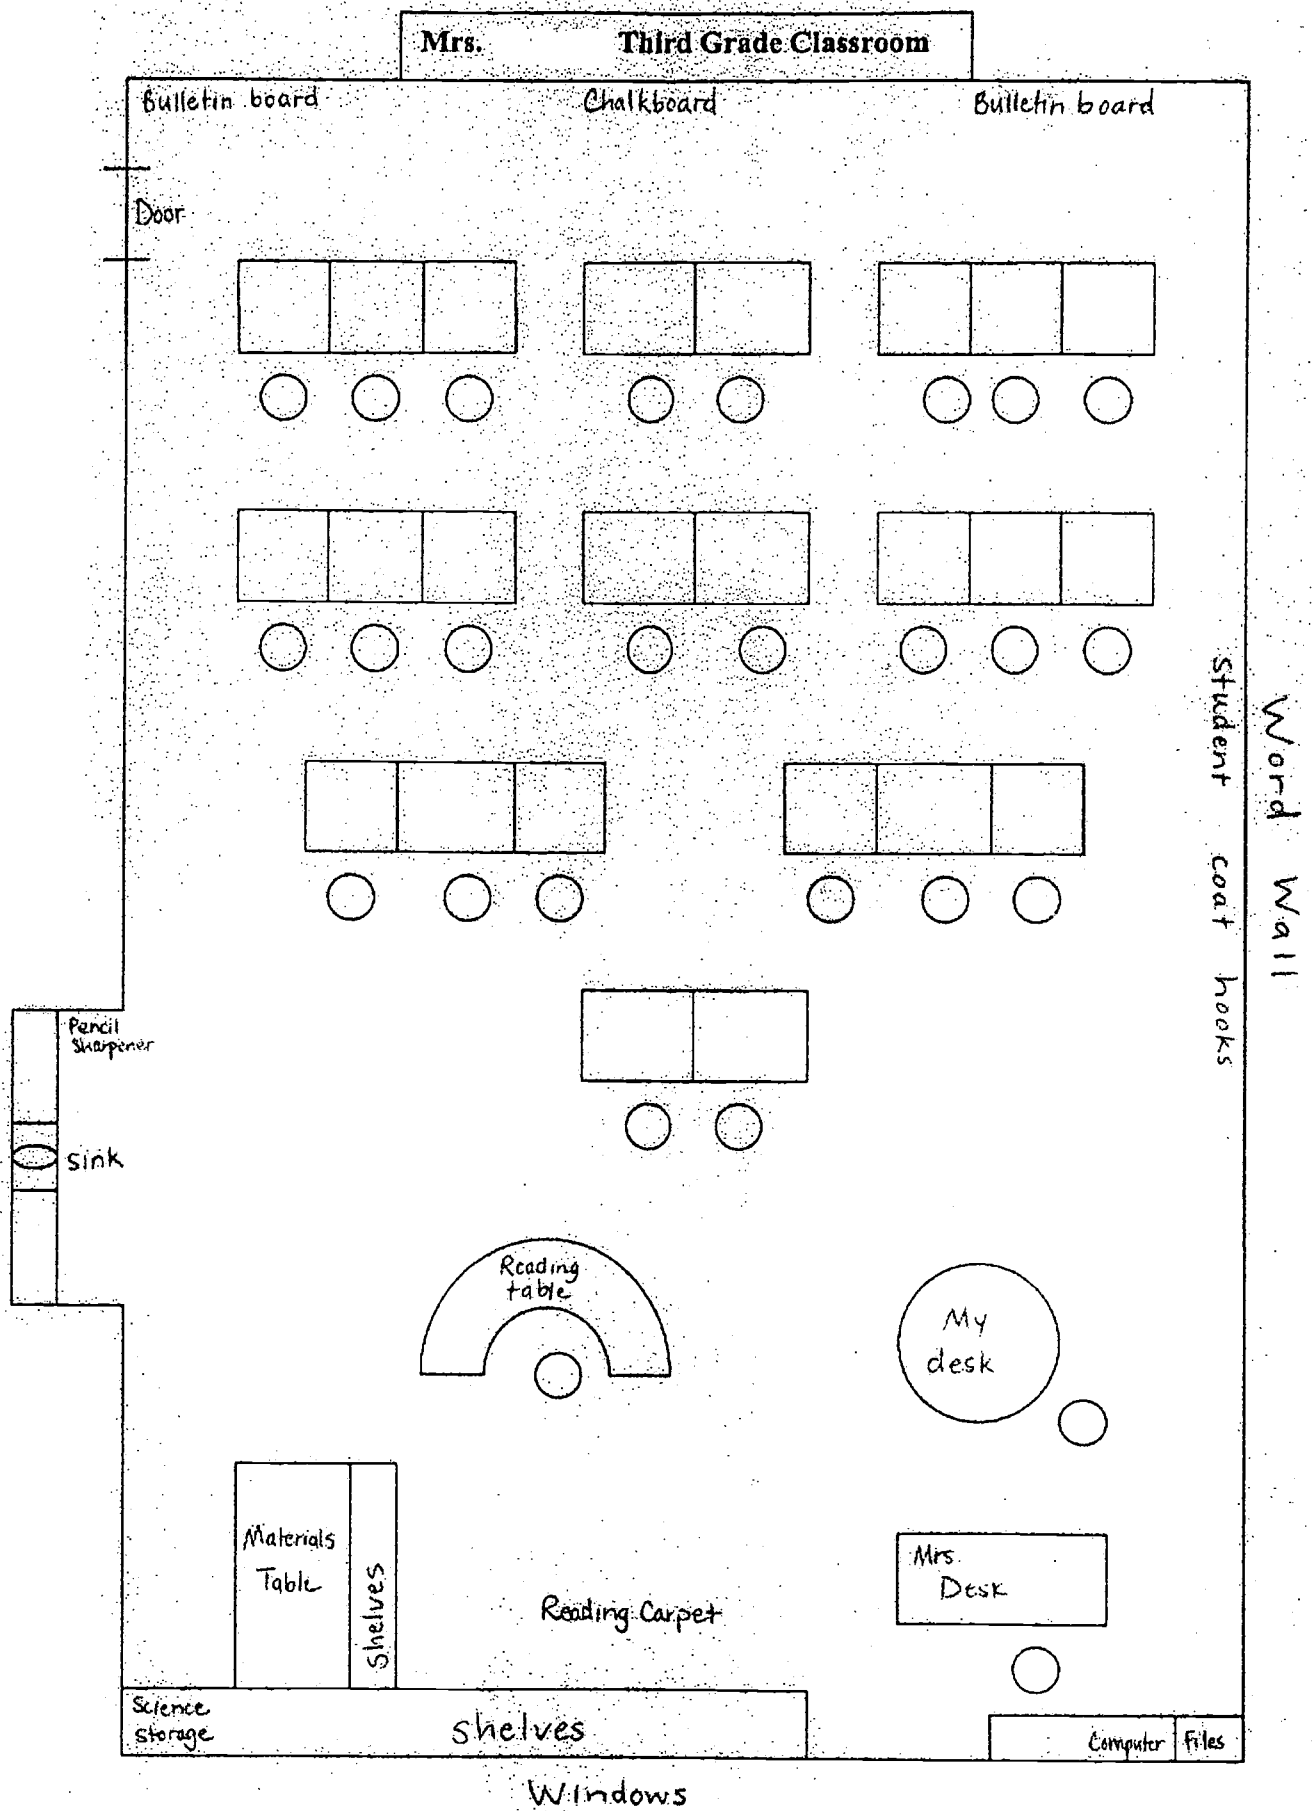 Mrs. Third Grade Classroom
Bulletin board
Chalkboard
Bulletin board
Door
Student coat hooks
Word Wall
Pencil
Sharpener
Sink
Reading
table
My
desk
Materials
Table
Shelves
Reading Carpet
Mrs.
Desk
Science
storage
Shelves
Computer
Files
Windows